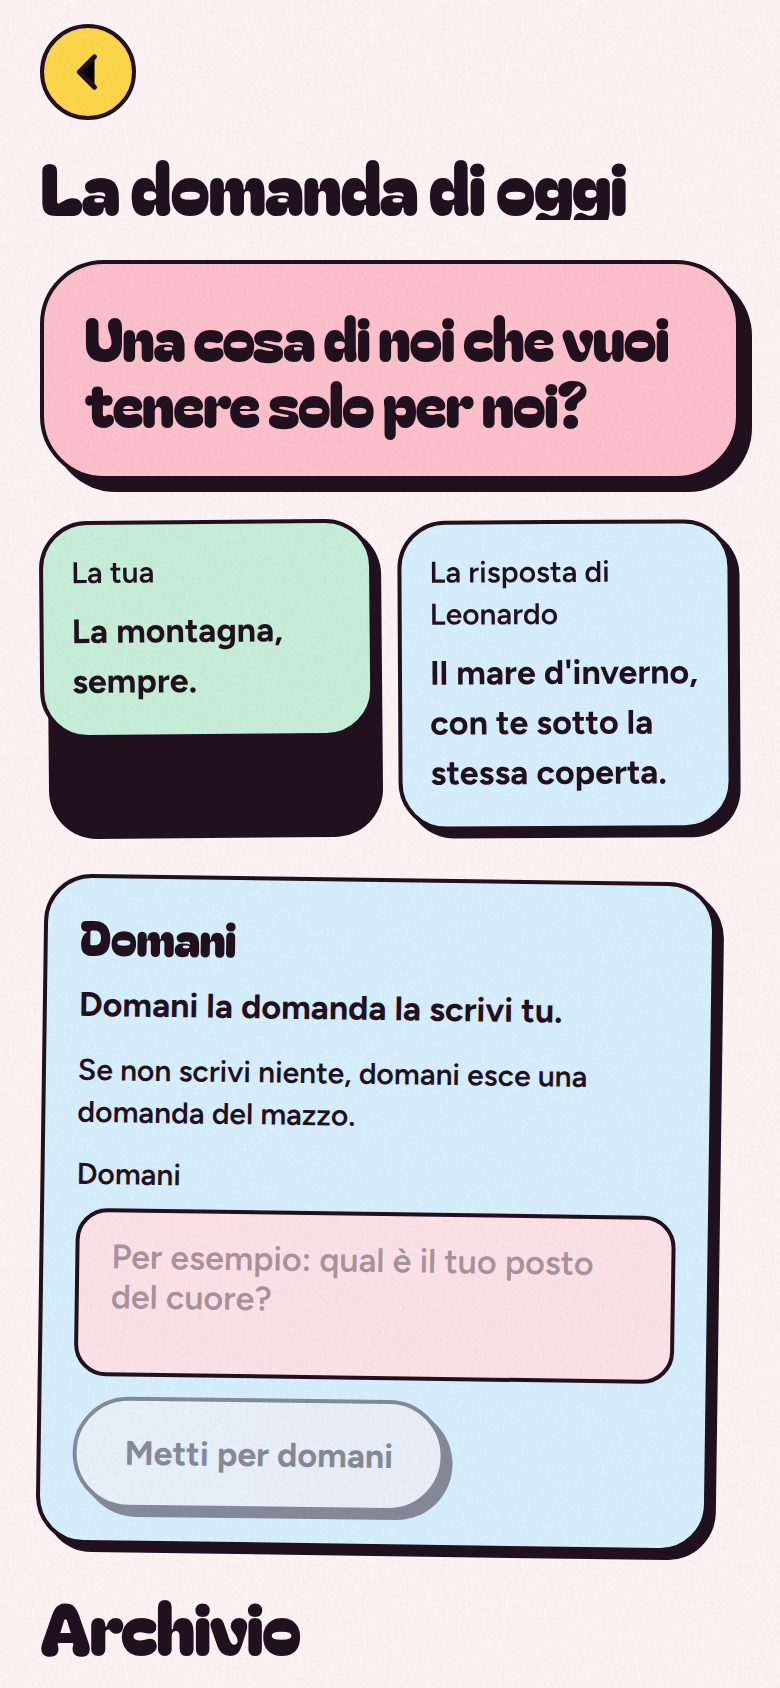 La domanda di oggi
Una cosa di noi che vuoi
tenere solo per noi?
La tua
La montagna,
sempre.
La risposta di
Leonardo
Il mare d'inverno,
con te sotto la
stessa coperta.
Domani
Domani la domanda la scrivi tu.
Se non scrivi niente, domani esce una
domanda del mazzo.
Domani
Per esempio: qual è il tuo posto
del cuore?
Metti per domani
Archivio